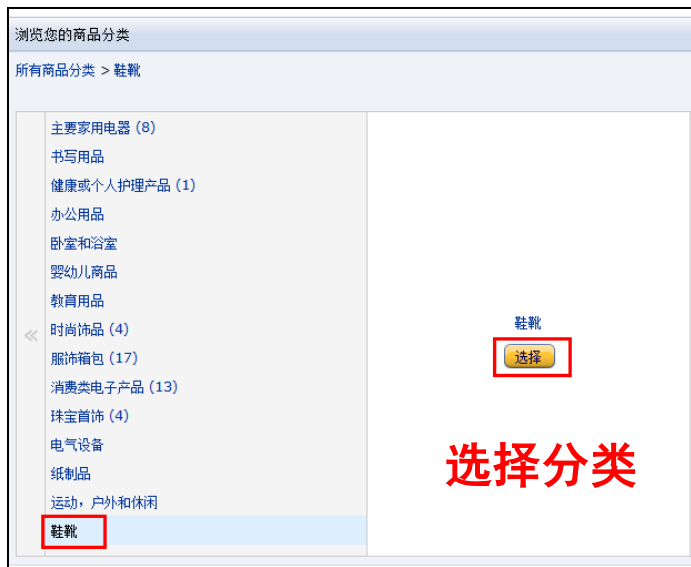 浏览您的商品分类
所有商品分类 > 鞋靴
主要家用电器 (8)
书写用品
健康或个人护理产品 (1)
办公用品
卧室和浴室
婴幼儿商品
教育用品
时尚饰品 (4)
服饰箱包 (17)
消费类电子产品 (13)
珠宝首饰 (4)
电气设备
纸制品
运动，户外和休闲
鞋靴
«
鞋靴
选择
选择分类